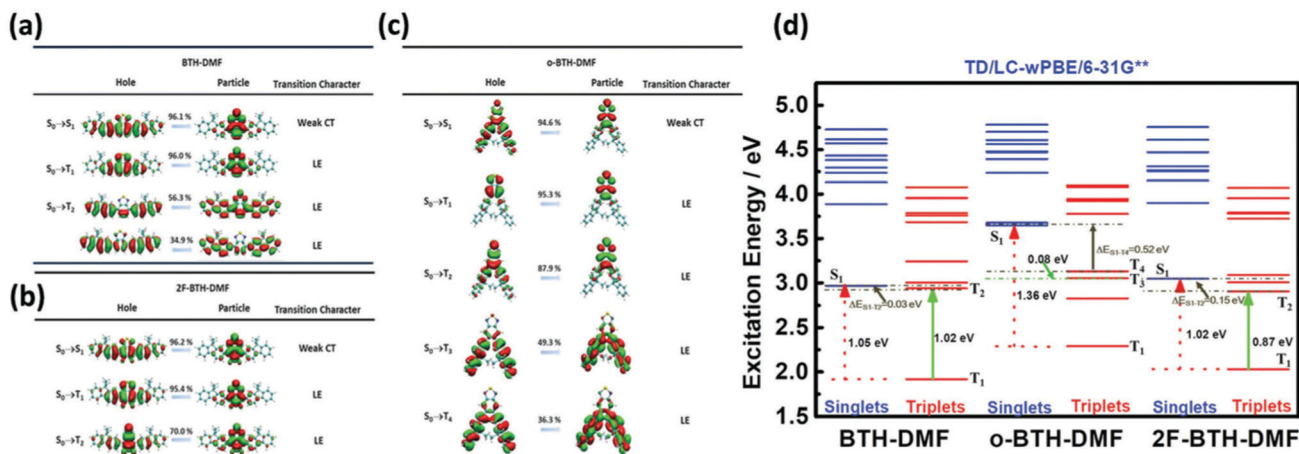 (a)
BTH-DMF
Hole Particle Transition Character
S0→S1 96.1 % Weak CT
S0→T1 96.0 % LE
S0→T2 56.3 % LE
34.9 % LE
(b)
2F-BTH-DMF
Hole Particle Transition Character
S0→S1 96.2 % Weak CT
S0→T1 95.4 % LE
S0→T2 70.0 % LE
(c)
o-BTH-DMF
Hole Particle Transition Character
S0→S1 94.6 % Weak CT
S0→T1 95.3 % LE
S0→T2 87.9 % LE
S0→T3 49.3 % LE
S0→T4 36.3 % LE
(d)
TD/LC-wPBE/6-31G**
Excitation Energy / eV
5.0
4.5
4.0
3.5
3.0
2.5
2.0
1.5
S1
T2
ΔES1-T2=0.03 eV
1.05 eV
1.02 eV
T1
S1
ΔES1-T4=0.52 eV
0.08 eV
T4
T3
1.36 eV
T1
S1
ΔES1-T2=0.15 eV
T2
1.02 eV
0.87 eV
T1
Singlets Triplets Singlets Triplets Singlets Triplets
BTH-DMF o-BTH-DMF 2F-BTH-DMF